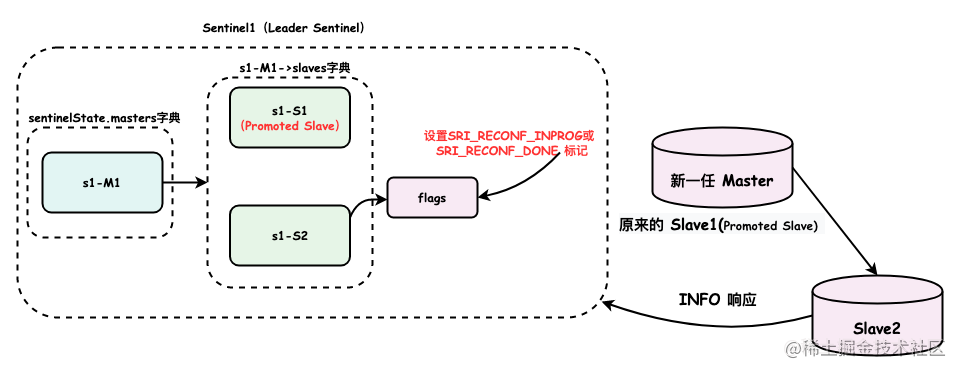 Sentinel1 (Leader Sentinel)
s1-M1->slaves字典
sentinelState.masters字典
s1-S1
(Promoted Slave)
s1-M1
s1-S2
flags
设置SRI_RECONF_INPROG或
SRI_RECONF_DONE 标记
新一任 Master
原来的 Slave1(Promoted Slave)
INFO 响应
Slave2
@稀土掘金技术社区